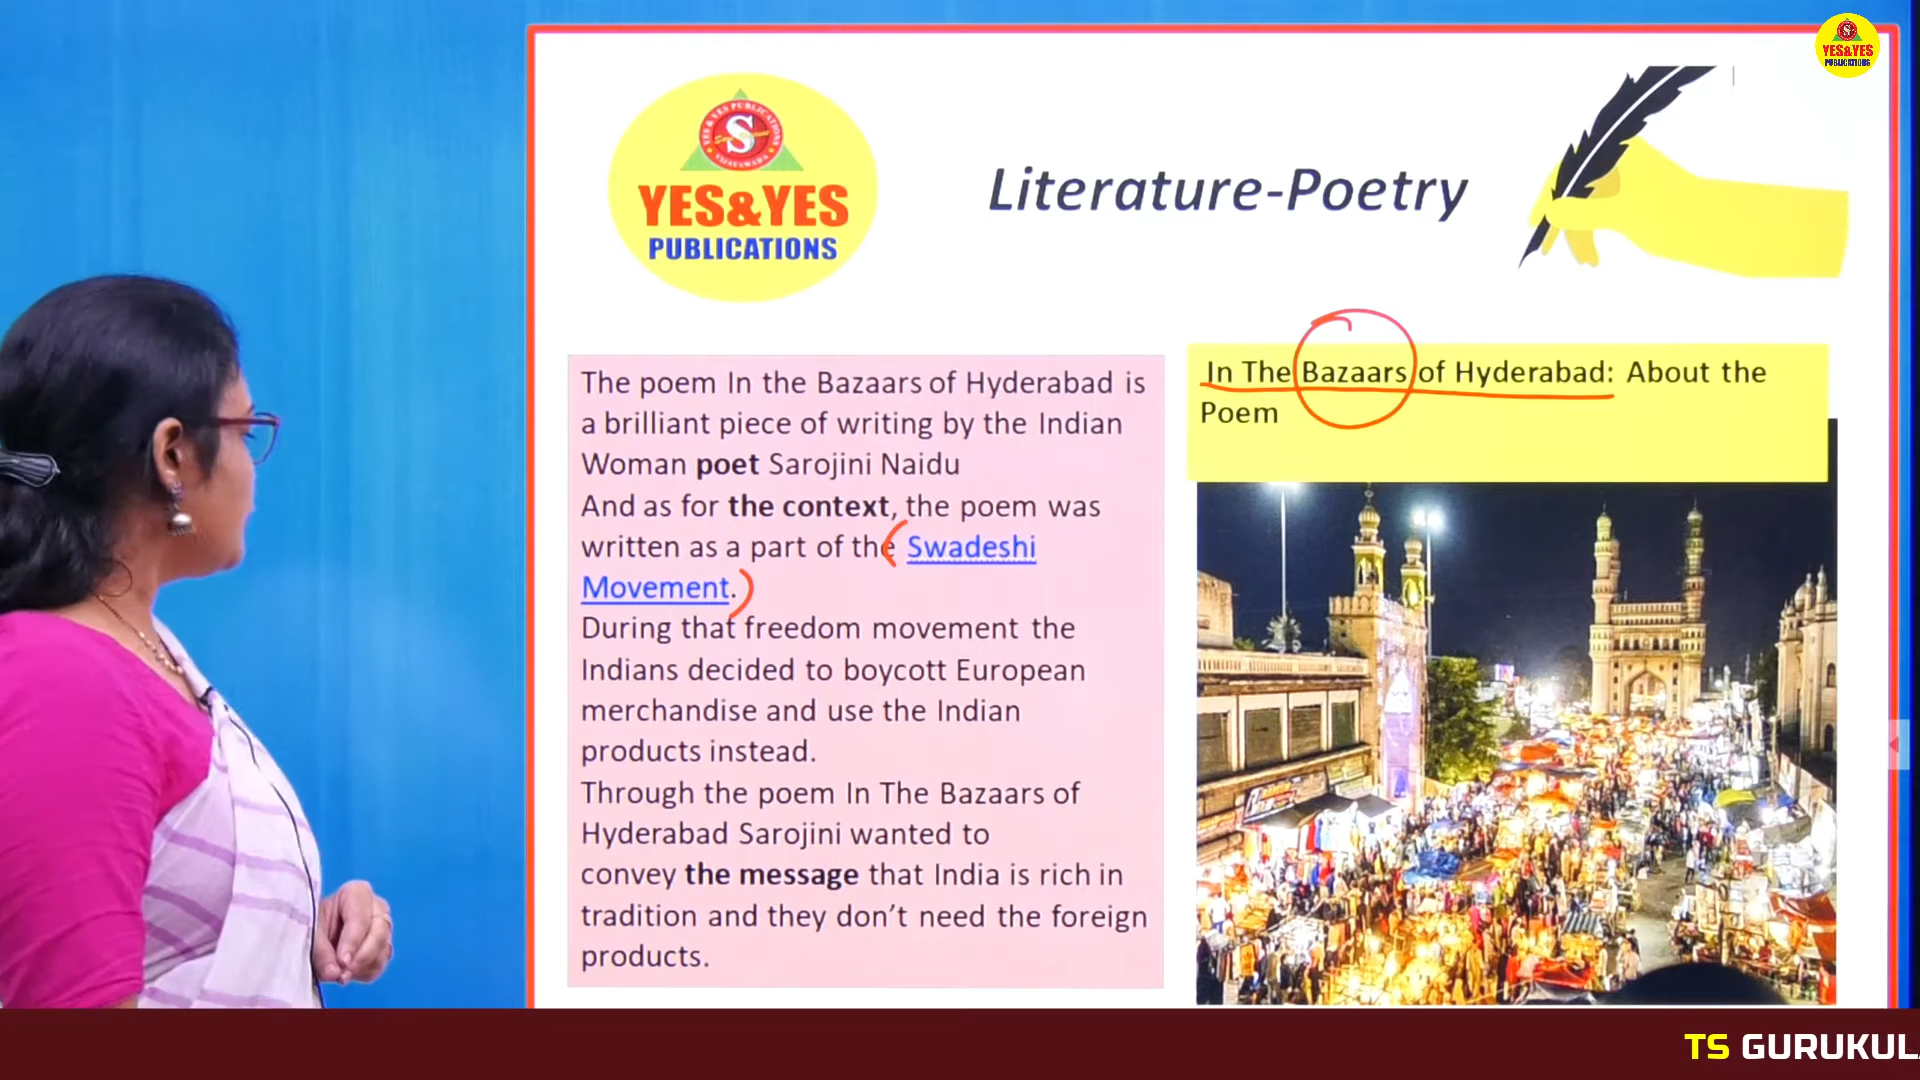 YES&YES
PUBLICATIONS
YES & YES PUBLICATIONS
S
VIJAYAWADA
YES&YES
PUBLICATIONS
Literature-Poetry
The poem In the Bazaars of Hyderabad is
a brilliant piece of writing by the Indian
Woman poet Sarojini Naidu
And as for the context, the poem was
written as a part of the Swadeshi
Movement.
During that freedom movement the
Indians decided to boycott European
merchandise and use the Indian
products instead.
Through the poem In The Bazaars of
Hyderabad Sarojini wanted to
convey the message that India is rich in
tradition and they don’t need the foreign
products.
In The Bazaars of Hyderabad: About the
Poem
TS GURUKUL